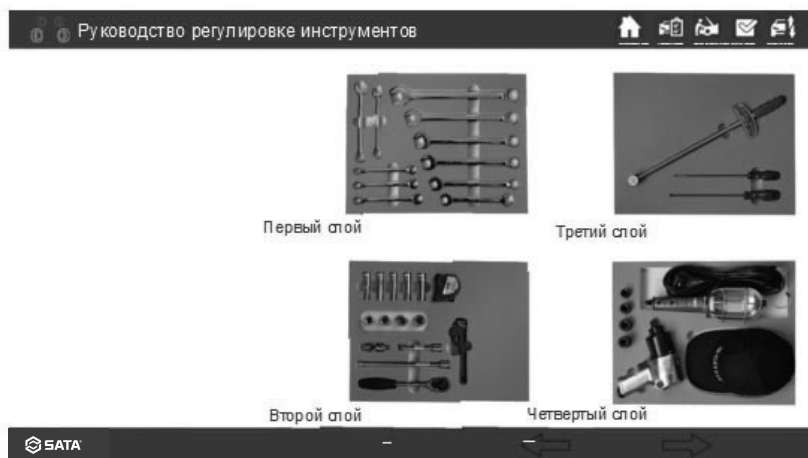 Руководство регулировке инструментов
Первый слой
Третий слой
Второй слой
Четвертый слой
SATA